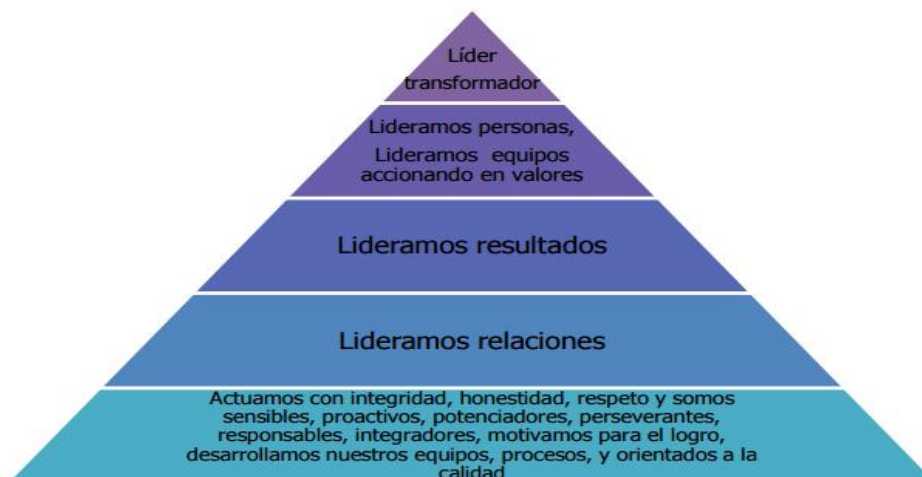 Líder
transformador
Lideramos personas,
Lideramos equipos
accionando en valores
Lideramos resultados
Lideramos relaciones
Actuamos con integridad, honestidad, respeto y somos
sensibles, proactivos, potenciadores, perseverantes,
responsables, integradores, motivamos para el logro,
desarrollamos nuestros equipos, procesos, y orientados a la
calidad